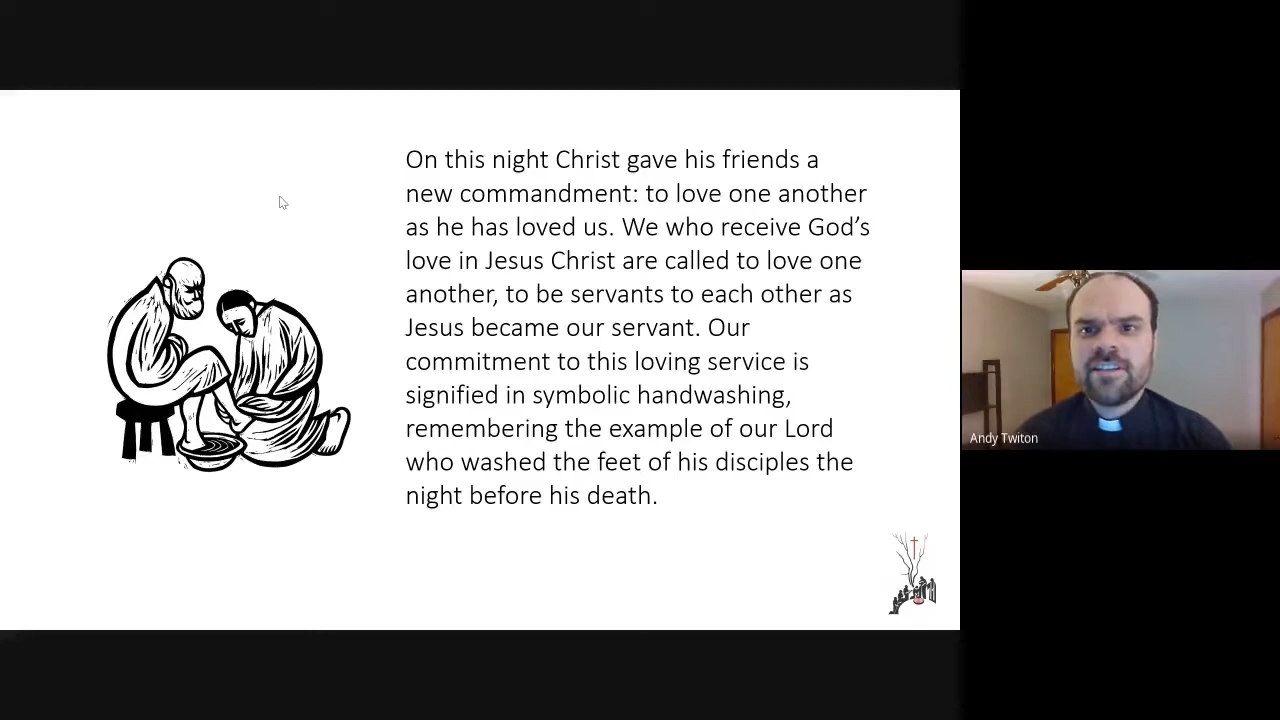 On this night Christ gave his friends a
new commandment: to love one another
as he has loved us. We who receive God’s
love in Jesus Christ are called to love one
another, to be servants to each other as
Jesus became our servant. Our
commitment to this loving service is
signified in symbolic handwashing,
remembering the example of our Lord
who washed the feet of his disciples the
night before his death.
Andy Twiton